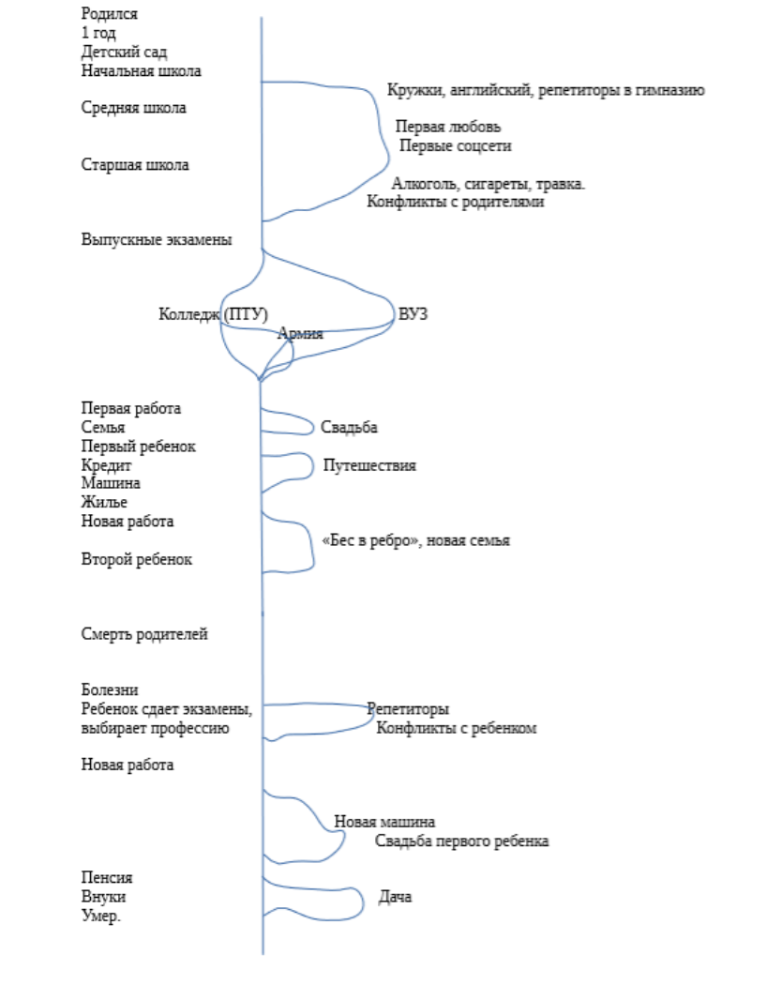 Родился
1 год
Детский сад
Начальная школа
Кружки, английский, репетиторы в гимназию
Средняя школа
Первая любовь
Первые соцсети
Старшая школа
Алкоголь, сигареты, травка.
Конфликты с родителями
Выпускные экзамены
Колледж (ПТУ)
ВУЗ
Армия
Первая работа
Семья
Свадьба
Первый ребенок
Кредит
Путешествия
Машина
Жилье
Новая работа
«Бес в ребро», новая семья
Второй ребенок
Смерть родителей
Болезни
Ребенок сдает экзамены,
выбирает профессию
Репетиторы
Конфликты с ребенком
Новая работа
Новая машина
Свадьба первого ребенка
Пенсия
Внуки
Дача
Умер.